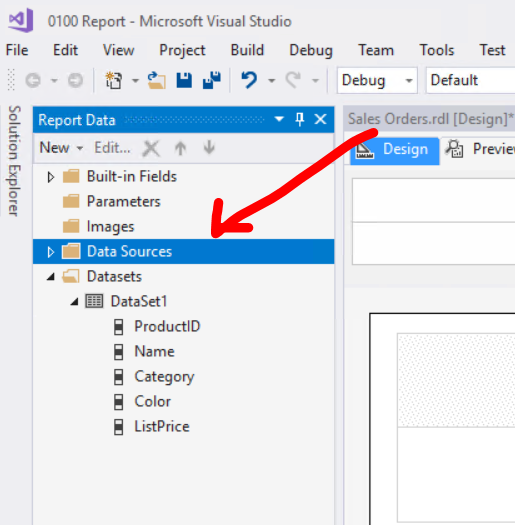 0100 Report - Microsoft Visual Studio
File Edit View Project Build Debug Team Tools Test
Debug Default
Solution Explorer
Report Data
Sales Orders.rdl [Design]*
New Edit...
Design
Built-in Fields
Parameters
Images
Data Sources
Datasets
DataSet1
ProductID
Name
Category
Color
ListPrice